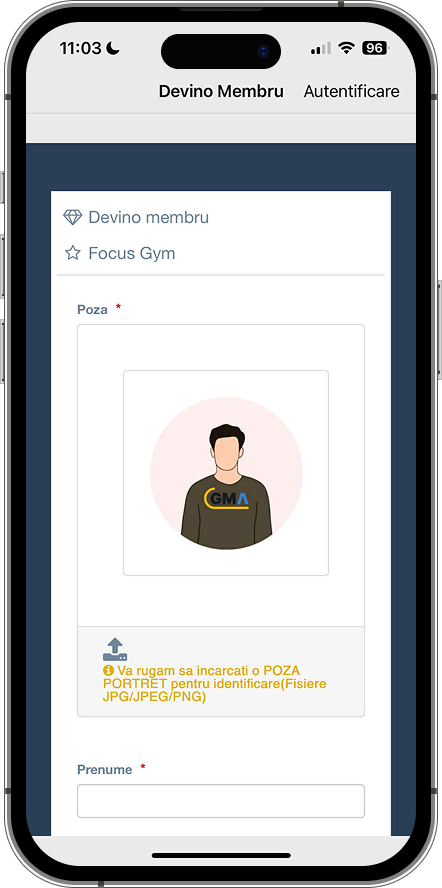 11:03 96
Devino Membru Autentificare
Devino membru
Focus Gym
Poza *
GMA
Va rugam sa incarcati o POZA
PORTRET pentru identificare(Fisiere
JPG/JPEG/PNG)
Prenume *